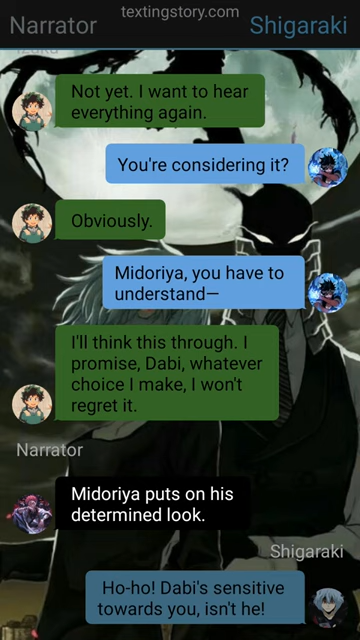 textingstory.com
Narrator
Shigaraki
Izuku
Not yet. I want to hear
everything again.
You're considering it?
Obviously.
Midoriya, you have to
understand—
I'll think this through. I
promise, Dabi, whatever
choice I make, I won't
regret it.
Narrator
Midoriya puts on his
determined look.
Shigaraki
Ho-ho! Dabi's sensitive
towards you, isn't he!